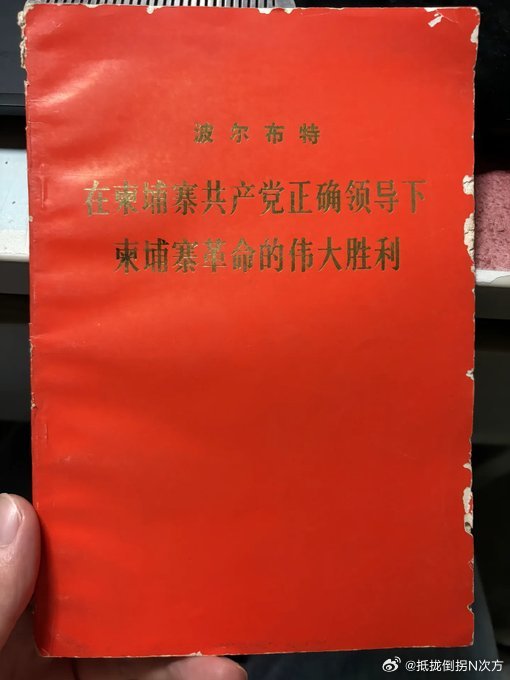 波尔布特
在柬埔寨共产党正确领导下
柬埔寨革命的伟大胜利
@抵拢倒拐N次方